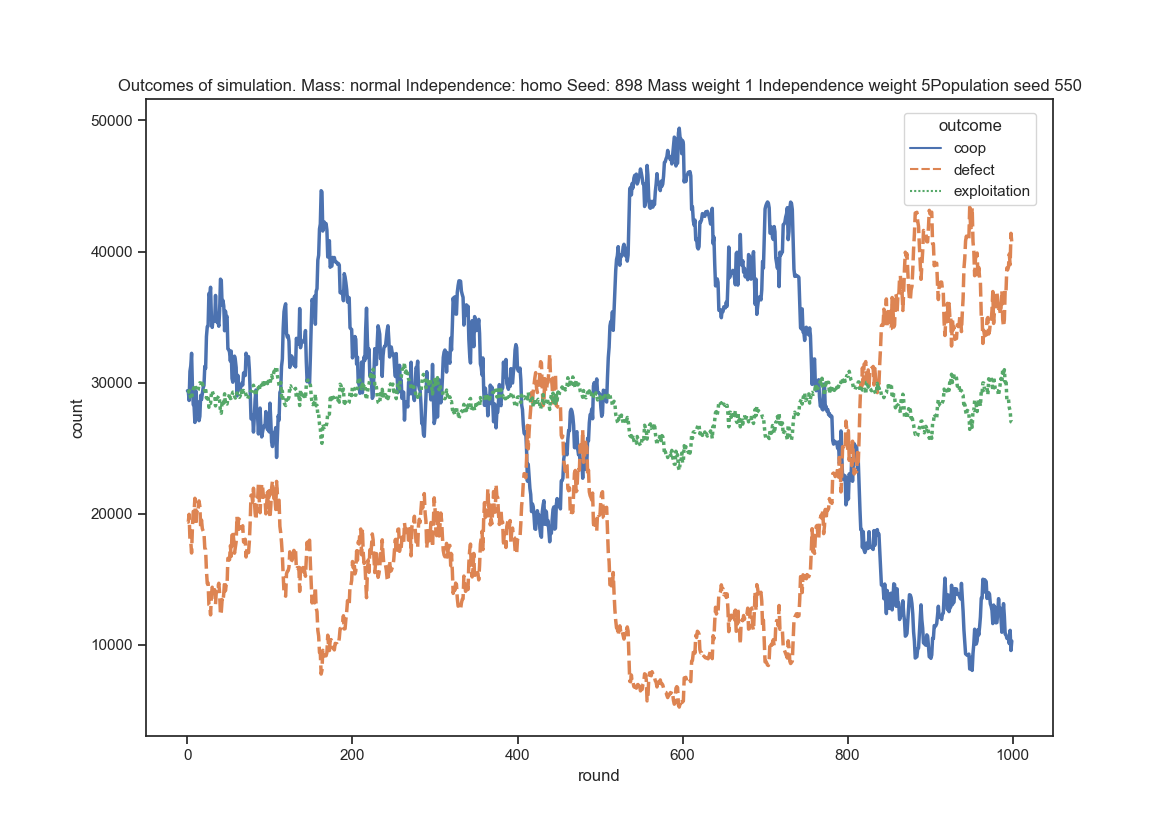 Outcomes of simulation. Mass: normal Independence: homo Seed: 898 Mass weight 1 Independence weight 5Population seed 550
outcome
coop
defect
exploitation
50000
40000
30000
20000
10000
count
0 200 400 600 800 1000
round